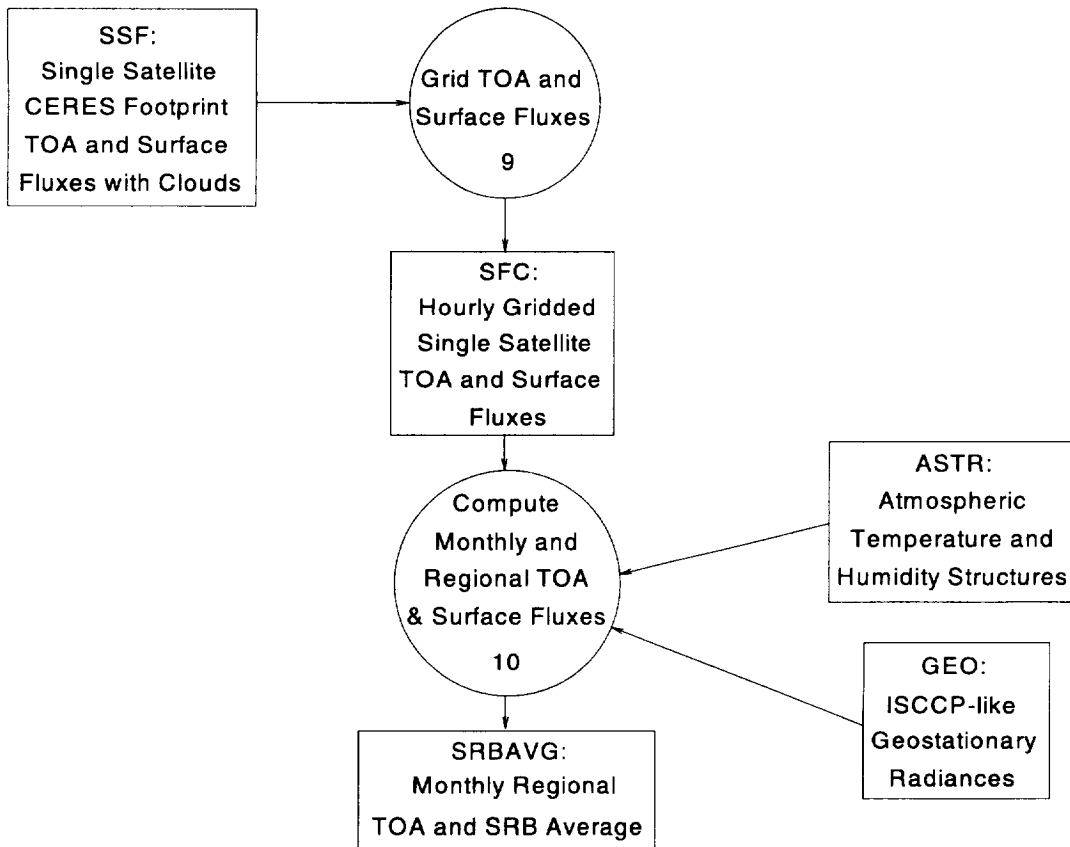 SSF:
Single Satellite
CERES Footprint
TOA and Surface
Fluxes with Clouds
Grid TOA and
Surface Fluxes
9
SFC:
Hourly Gridded
Single Satellite
TOA and Surface
Fluxes
Compute
Monthly and
Regional TOA
& Surface Fluxes
10
ASTR:
Atmospheric
Temperature and
Humidity Structures
GEO:
ISCCP-like
Geostationary
Radiances
SRBAVG:
Monthly Regional
TOA and SRB Average